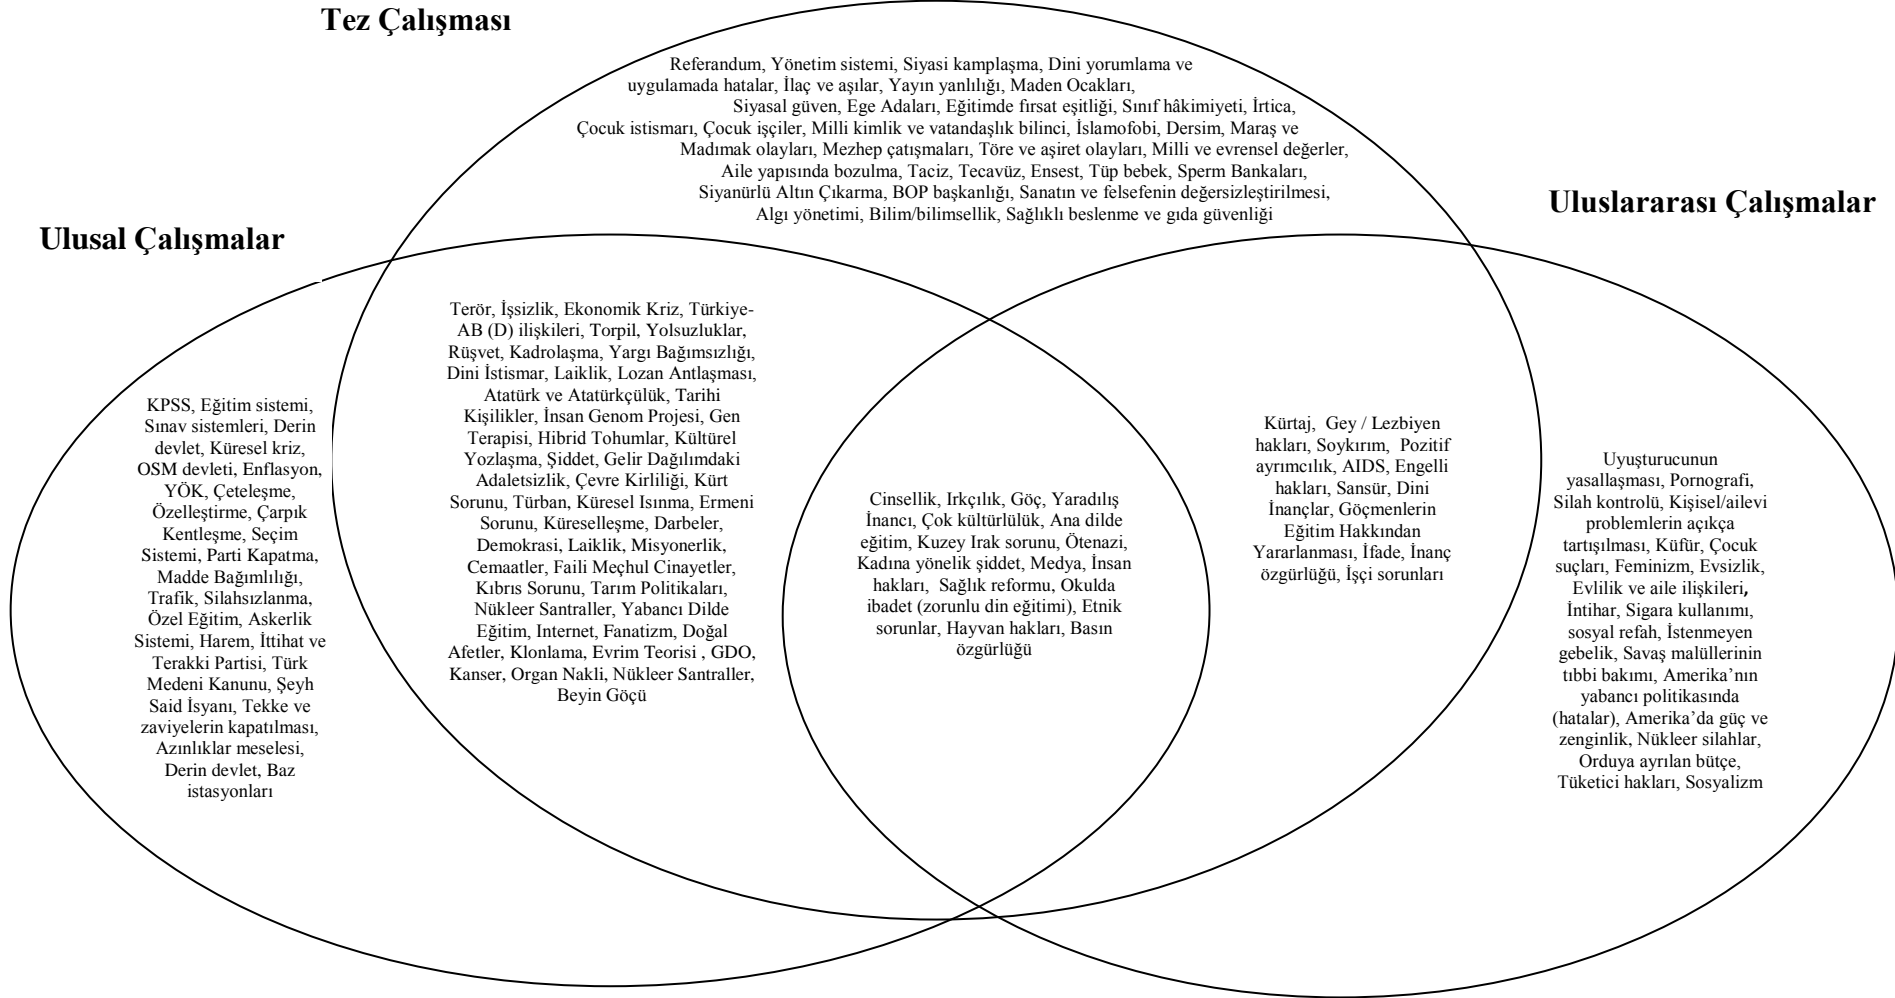 Tez Çalışması
Referandum, Yönetim sistemi, Siyasi kamplaşma, Dini yorumlama ve
uygulamada hatalar, İlaç ve aşılar, Yayın yanlılığı, Maden Ocakları,
Siyasal güven, Ege Adaları, Eğitimde fırsat eşitliği, Sınıf hâkimiyeti, İrtica,
Çocuk istismarı, Çocuk işçiler, Milli kimlik ve vatandaşlık bilinci, İslamofobi, Dersim, Maraş ve
Madımak olayları, Mezhep çatışmaları, Töre ve aşiret olayları, Milli ve evrensel değerler,
Aile yapısında bozulma, Taciz, Tecavüz, Ensest, Tüp bebek, Sperm Bankaları,
Siyanürlü Altın Çıkarma, BOP başkanlığı, Sanatın ve felsefenin değersizleştirilmesi,
Algı yönetimi, Bilim/bilimsellik, Sağlıklı beslenme ve gıda güvenliği
Uluslararası Çalışmalar
Ulusal Çalışmalar
Terör, İşsizlik, Ekonomik Kriz, Türkiye-
AB (D) ilişkileri, Torpil, Yolsuzluklar,
Rüşvet, Kadrolaşma, Yargı Bağımsızlığı,
Dini İstismar, Laiklik, Lozan Antlaşması,
Atatürk ve Atatürkçülük, Tarihi
Kişilikler, İnsan Genom Projesi, Gen
Terapisi, Hibrid Tohumlar, Kültürel
Yozlaşma, Şiddet, Gelir Dağılımdaki
Adaletsizlik, Çevre Kirliliği, Kürt
Sorunu, Türban, Küresel Isınma, Ermeni
Sorunu, Küreselleşme, Darbeler,
Demokrasi, Laiklik, Misyonerlik,
Cemaatler, Faili Meçhul Cinayetler,
Kıbrıs Sorunu, Tarım Politikaları,
Nükleer Santraller, Yabancı Dilde
Eğitim, Internet, Fanatizm, Doğal
Afetler, Klonlama, Evrim Teorisi , GDO,
Kanser, Organ Nakli, Nükleer Santraller,
Beyin Göçü
KPSS, Eğitim sistemi,
Sınav sistemleri, Derin
devlet, Küresel kriz,
OSM devleti, Enflasyon,
YÖK, Çeteleşme,
Özelleştirme, Çarpık
Kentleşme, Seçim
Sistemi, Parti Kapatma,
Madde Bağımlılığı,
Trafik, Silahsızlanma,
Özel Eğitim, Askerlik
Sistemi, Harem, İttihat ve
Terakki Partisi, Türk
Medeni Kanunu, Şeyh
Said İsyanı, Tekke ve
zaviyelerin kapatılması,
Azınlıklar meselesi,
Derin devlet, Baz
istasyonları
Cinsellik, Irkçılık, Göç, Yaradılış
İnancı, Çok kültürlülük, Ana dilde
eğitim, Kuzey Irak sorunu, Ötenazi,
Kadına yönelik şiddet, Medya, İnsan
hakları, Sağlık reformu, Okulda
ibadet (zorunlu din eğitimi), Etnik
sorunlar, Hayvan hakları, Basın
özgürlüğü
Kürtaj, Gey / Lezbiyen
hakları, Soykırım, Pozitif
ayrımcılık, AIDS, Engelli
hakları, Sansür, Dini
İnançlar, Göçmenlerin
Eğitim Hakkından
Yararlanması, İfade, İnanç
özgürlüğü, İşçi sorunları
Uyuşturucunun
yasallaşması, Pornografi,
Silah kontrolü, Kişisel/ailevi
problemlerin açıkça
tartışılması, Küfür, Çocuk
suçları, Feminizm, Evsizlik,
Evlilik ve aile ilişkileri,
İntihar, Sigara kullanımı,
sosyal refah, İstenmeyen
gebelik, Savaş malüllerinin
tıbbi bakımı, Amerika’nın
yabancı politikasında
(hatalar), Amerika’da güç ve
zenginlik, Nükleer silahlar,
Orduya ayrılan bütçe,
Tüketici hakları, Sosyalizm